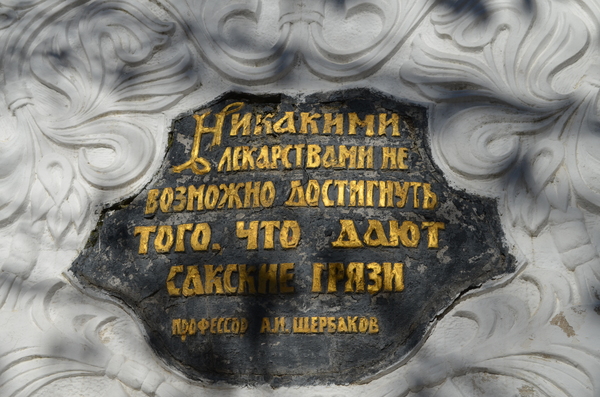 Никакими
лекарствами не
возможно достигнуть
того, что дают
сакские грязи
профессор А.И. Щербаков